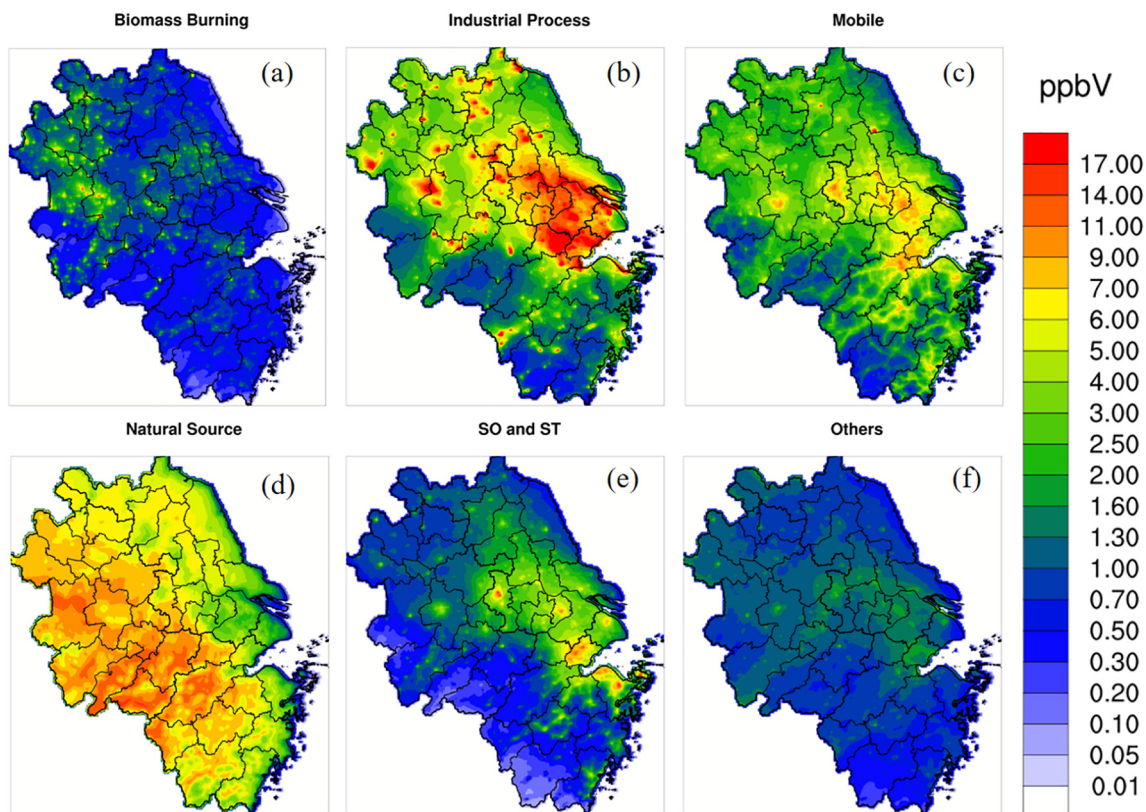 Biomass Burning
Industrial Process
Mobile
(a)
(b)
(c)
ppbV
17.00
14.00
11.00
9.00
7.00
6.00
5.00
4.00
3.00
2.50
2.00
1.60
1.30
1.00
0.70
0.50
0.30
0.20
0.10
0.05
0.01
Natural Source
SO and ST
Others
(d)
(e)
(f)